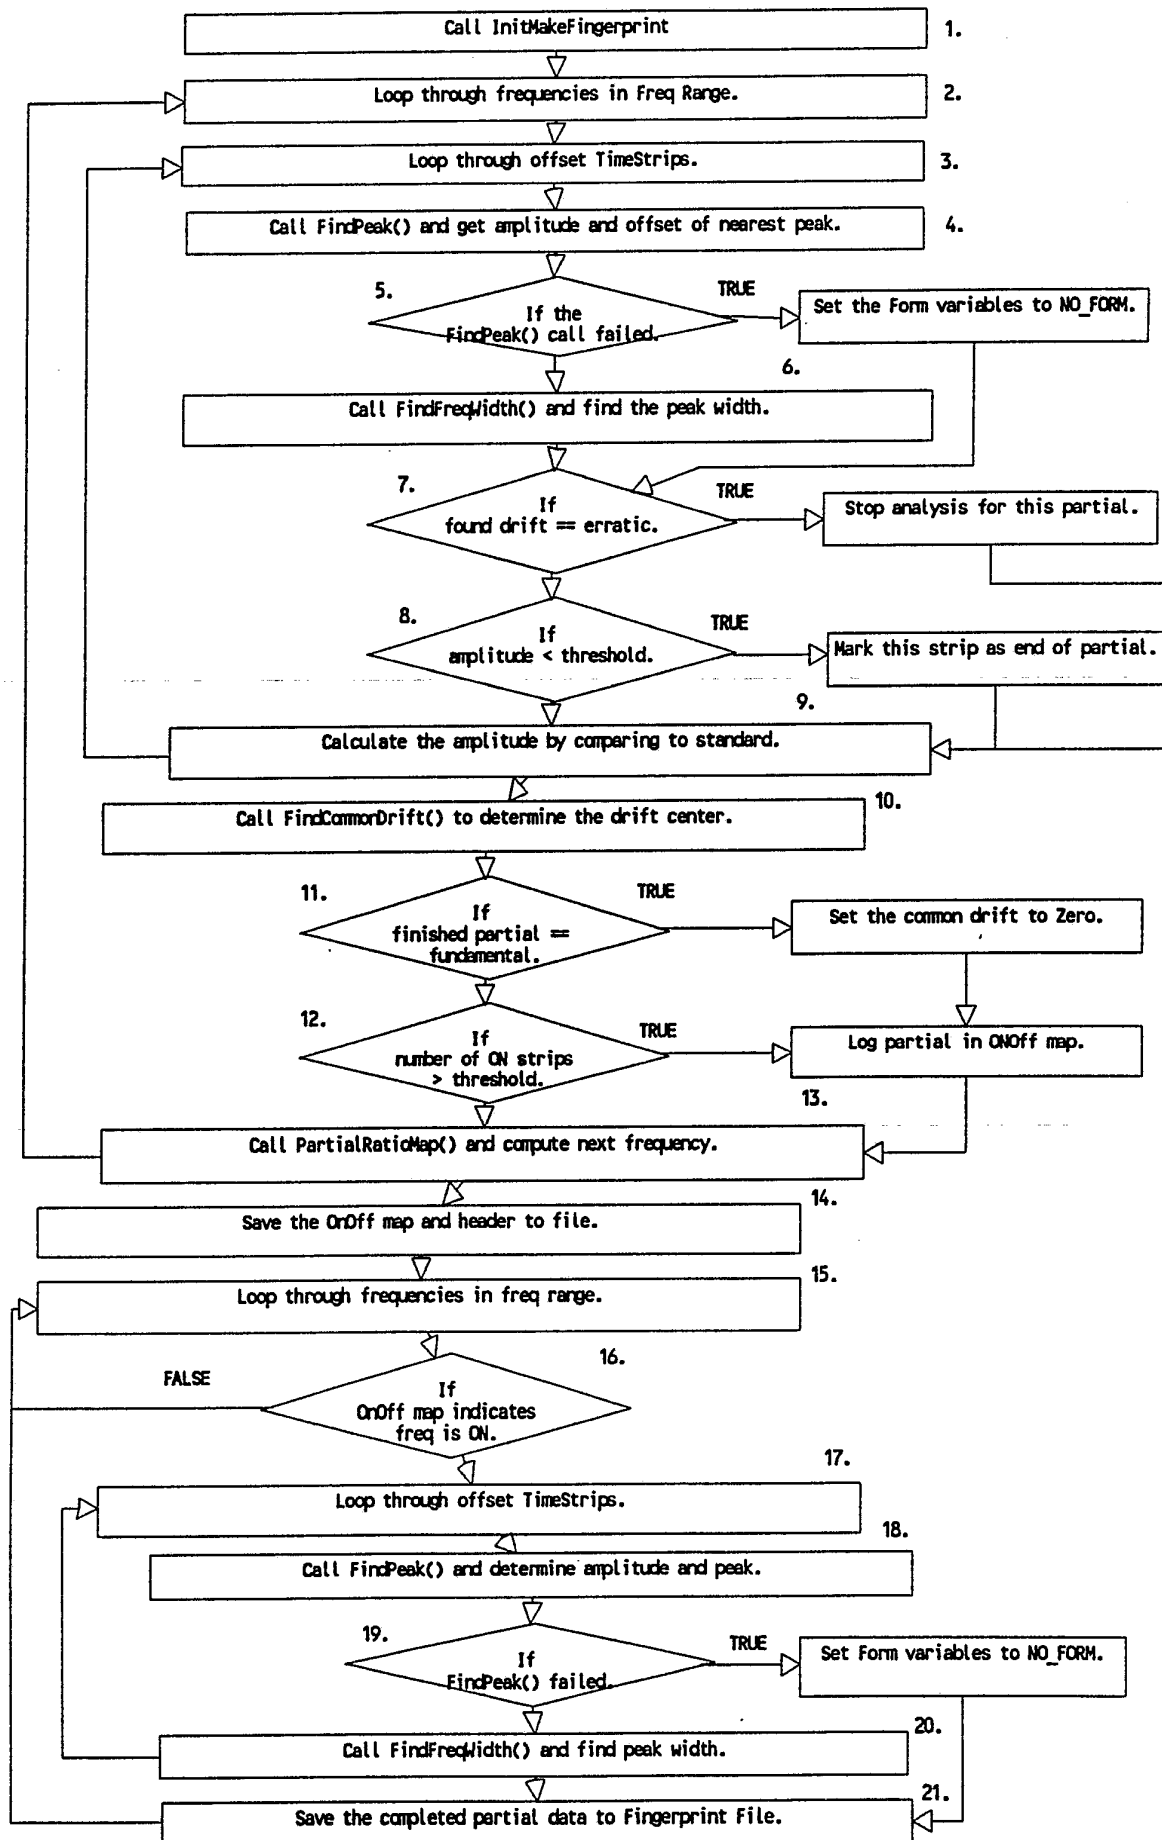 Call InitMakeFingerprint
1.
Loop through frequencies in Freq Range.
2.
Loop through offset TimeStrips.
3.
Call FindPeak() and get amplitude and offset of nearest peak.
4.
5.
If the
FindPeak() call failed.
TRUE
Set the Form variables to NO_FORM.
6.
Call FindFreqWidth() and find the peak width.
7.
If
found drift == erratic.
TRUE
Stop analysis for this partial.
8.
If
amplitude < threshold.
TRUE
Mark this strip as end of partial.
9.
Calculate the amplitude by comparing to standard.
10.
Call FindCommonDrift() to determine the drift center.
11.
If
finished partial ==
fundamental.
TRUE
Set the common drift to Zero.
12.
If
number of ON strips
> threshold.
TRUE
Log partial in ONOff map.
13.
Call PartialRatioMap() and compute next frequency.
14.
Save the OnOff map and header to file.
15.
Loop through frequencies in freq range.
16.
FALSE
If
OnOff map indicates
freq is ON.
17.
Loop through offset TimeStrips.
18.
Call FindPeak() and determine amplitude and peak.
19.
If
FindPeak() failed.
TRUE
Set Form variables to NO_FORM.
20.
Call FindFreqWidth() and find peak width.
21.
Save the completed partial data to Fingerprint File.